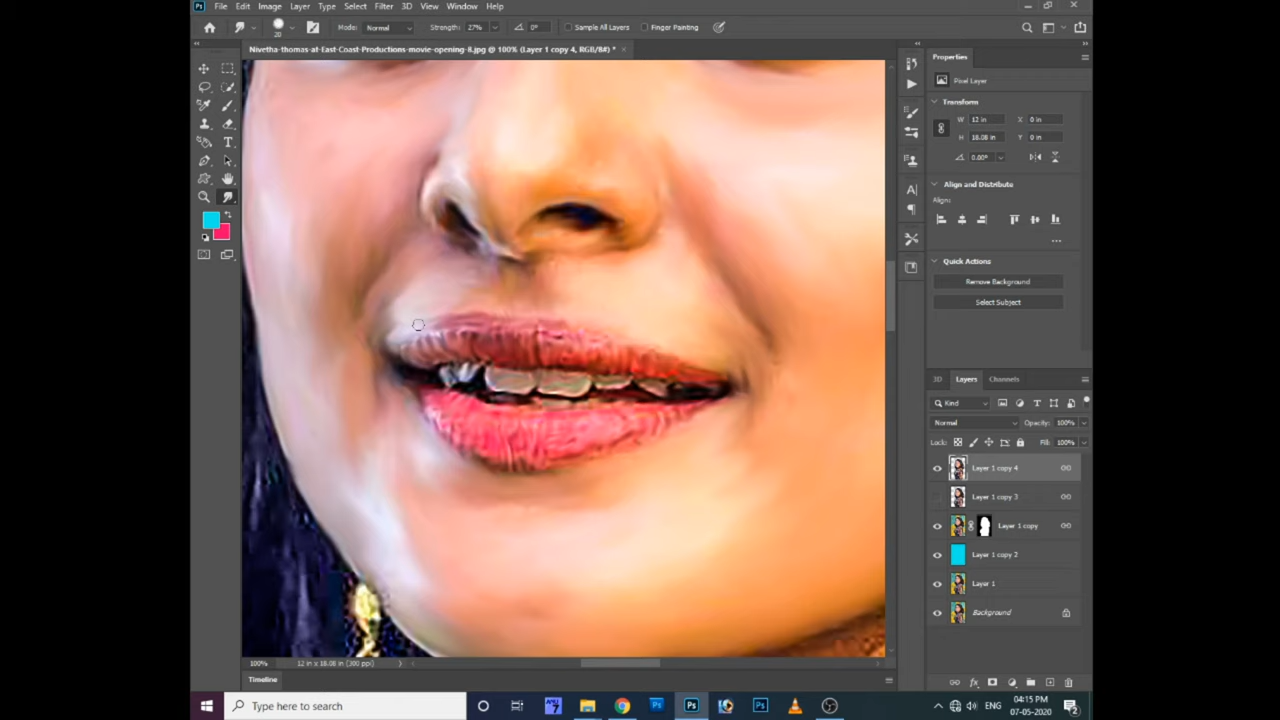 Ps File Edit Image Layer Type Select Filter 3D View Window Help
20 Mode: Normal Strength: 27% 0° Sample All Layers Finger Painting
Nivetha-thomas-at-East-Coast-Productions-movie-opening-8.jpg @ 100% (Layer 1 copy 4, RGB/8#) * ×
Properties
Pixel Layer
Transform
W 12 in X 0 in
H 18.08 in Y 0 in
0.00°
Align and Distribute
Align:
Quick Actions
Remove Background
Select Subject
3D Layers Channels
Kind
Normal Opacity: 100%
Lock: Fill: 100%
Layer 1 copy 4
Layer 1 copy 3
Layer 1 copy
Layer 1 copy 2
Layer 1
Background
100% 12 in x 18.08 in (300 ppi)
Timeline
Type here to search
Ps
ENG
04:15 PM
07-05-2020
2